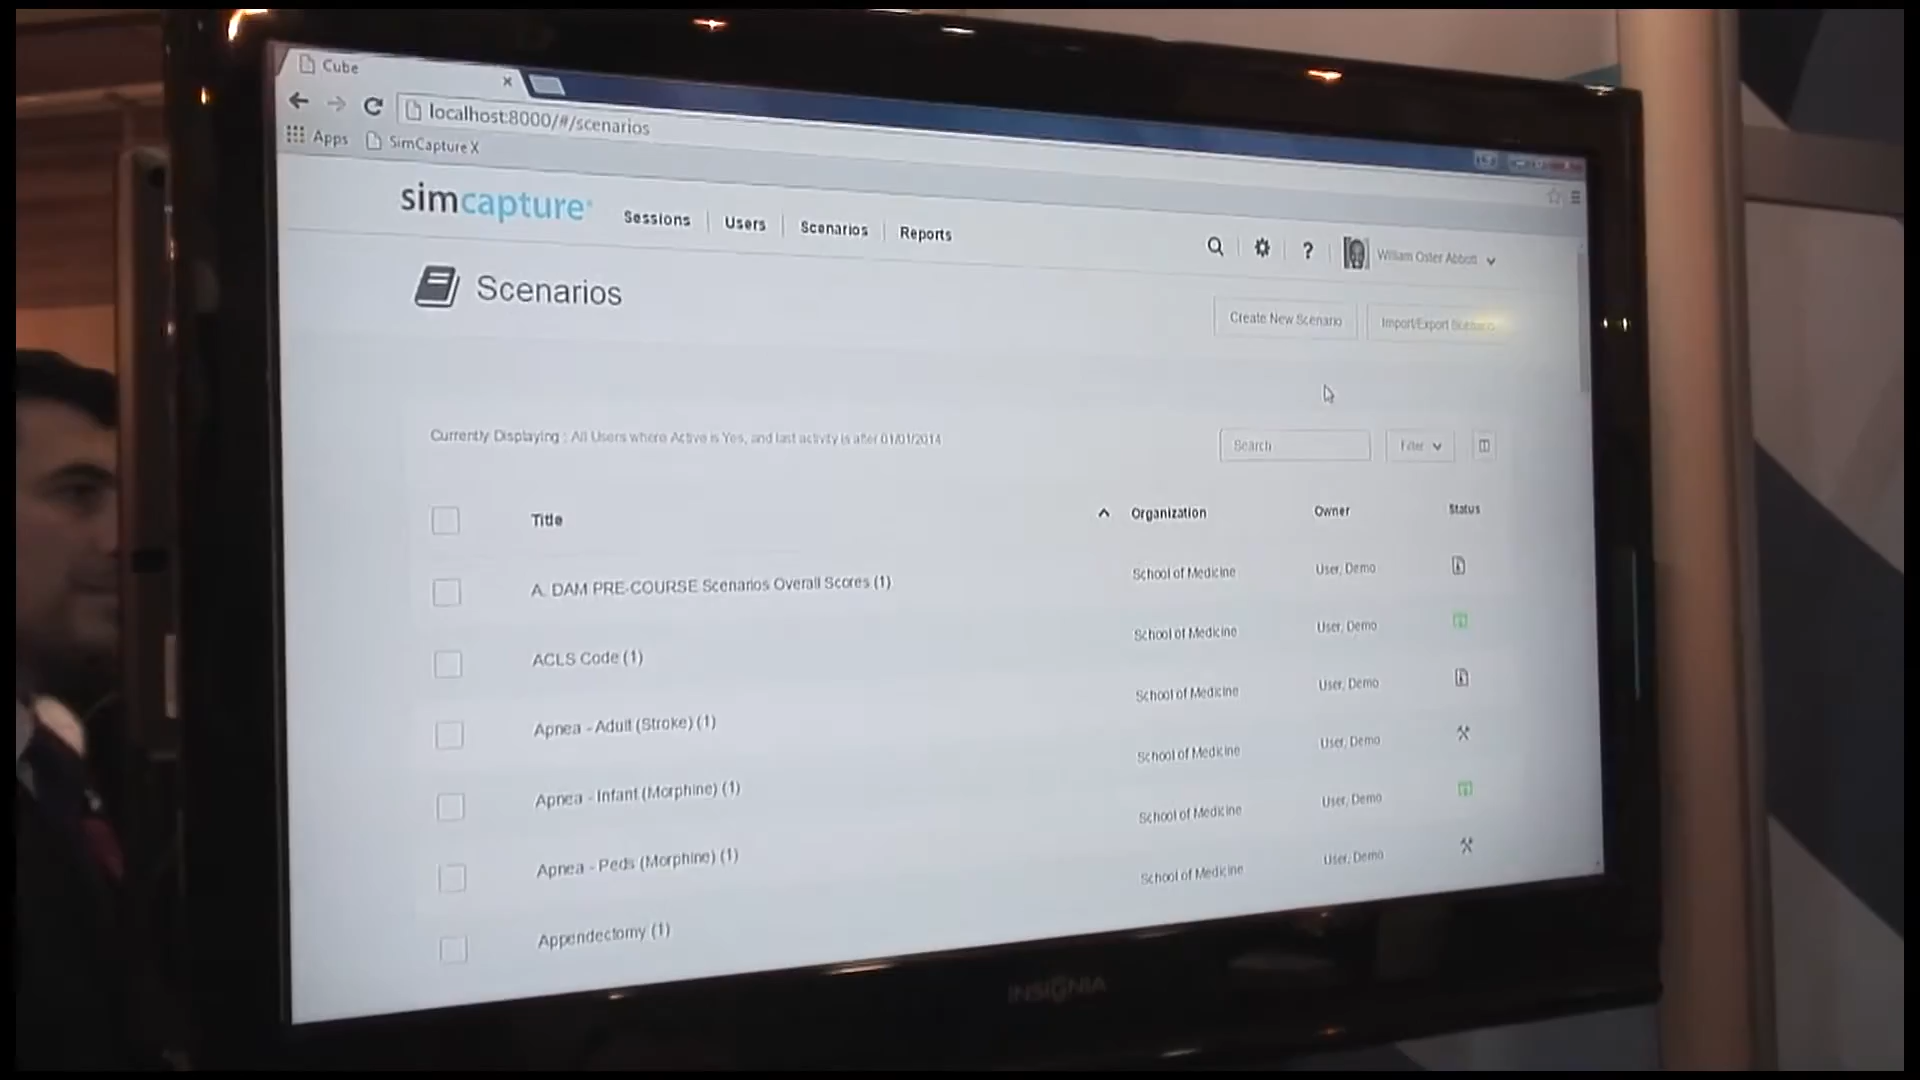 Cube
localhost:8000/#/scenarios
Apps SimCapture X
simcapture Sessions Users Scenarios Reports ? William Oster Abbott
Scenarios
Create New Scenario Import/Export
Currently Displaying : All Users where Active is Yes, and last activity is after 01/01/2014
Search Filter
Title Organization Owner Status
A. DAM PRE-COURSE Scenarios Overall Scores (1) School of Medicine User, Demo
ACLS Code (1) School of Medicine User, Demo
Apnea - Adult (Stroke) (1) School of Medicine User, Demo
Apnea - Infant (Morphine) (1) School of Medicine User, Demo
Apnea - Peds (Morphine) (1) School of Medicine User, Demo
Appendectomy (1) School of Medicine User, Demo
INSIGNIA